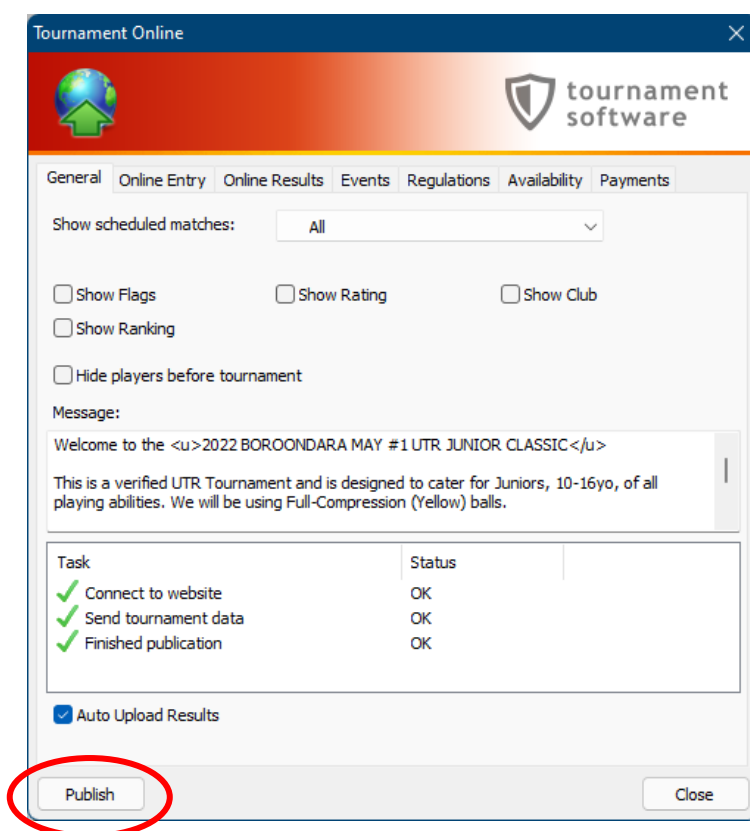 Tournament Online
tournament
software
General Online Entry Online Results Events Regulations Availability Payments
Show scheduled matches: All
Show Flags Show Rating Show Club
Show Ranking
Hide players before tournament
Message:
Welcome to the <u>2022 BOROONDARA MAY #1 UTR JUNIOR CLASSIC</u>
This is a verified UTR Tournament and is designed to cater for Juniors, 10-16yo, of all
playing abilities. We will be using Full-Compression (Yellow) balls.
Task Status
Connect to website OK
Send tournament data OK
Finished publication OK
Auto Upload Results
Publish Close